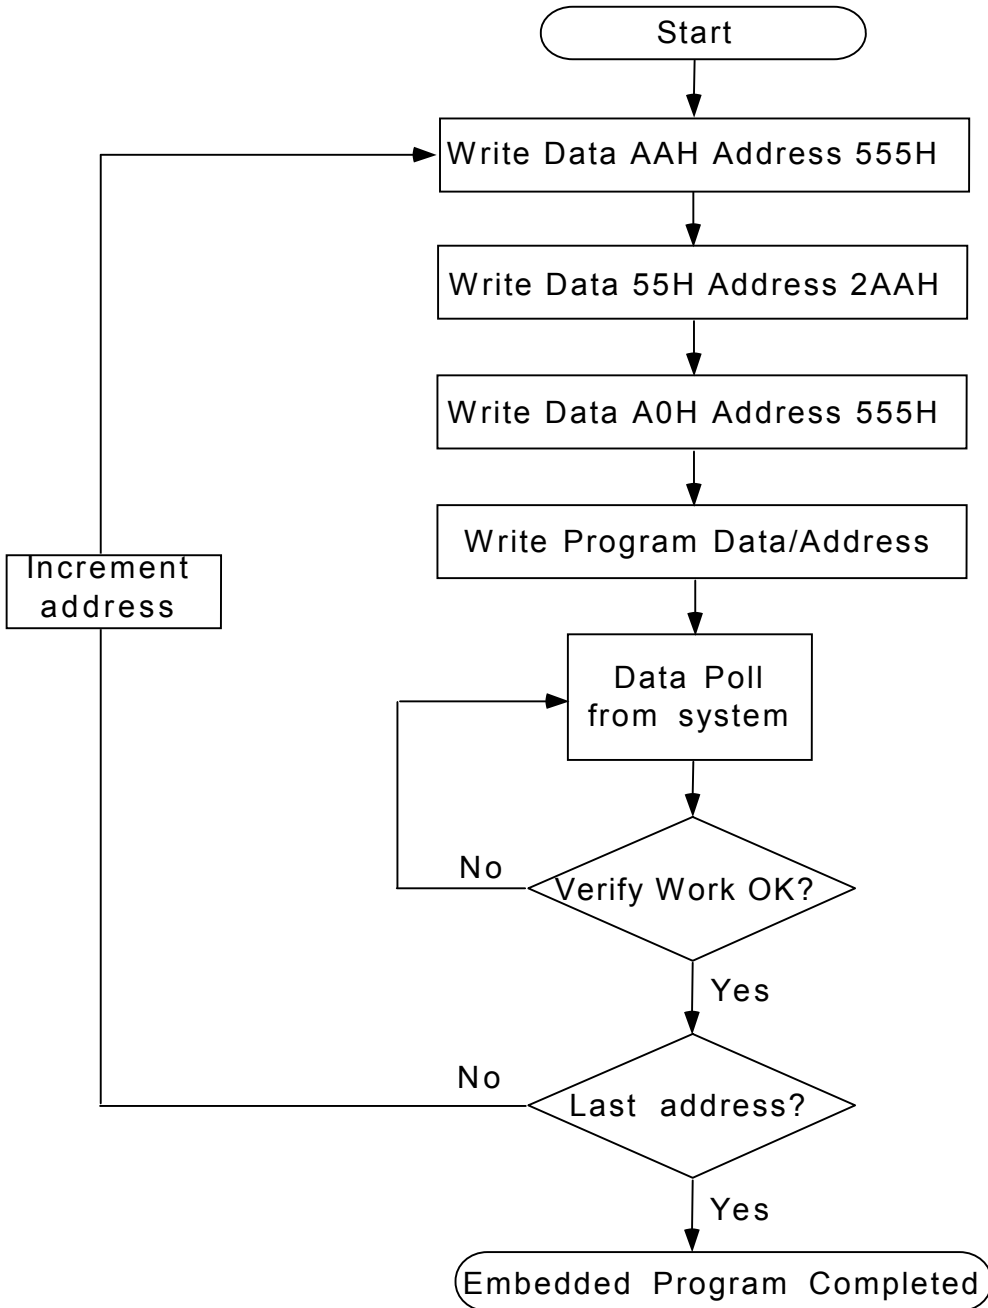 Start
Write Data AAH Address 555H
Write Data 55H Address 2AAH
Write Data A0H Address 555H
Write Program Data/Address
Increment
address
Data Poll
from system
No
Verify Work OK?
Yes
No
Last address?
Yes
Embedded Program Completed